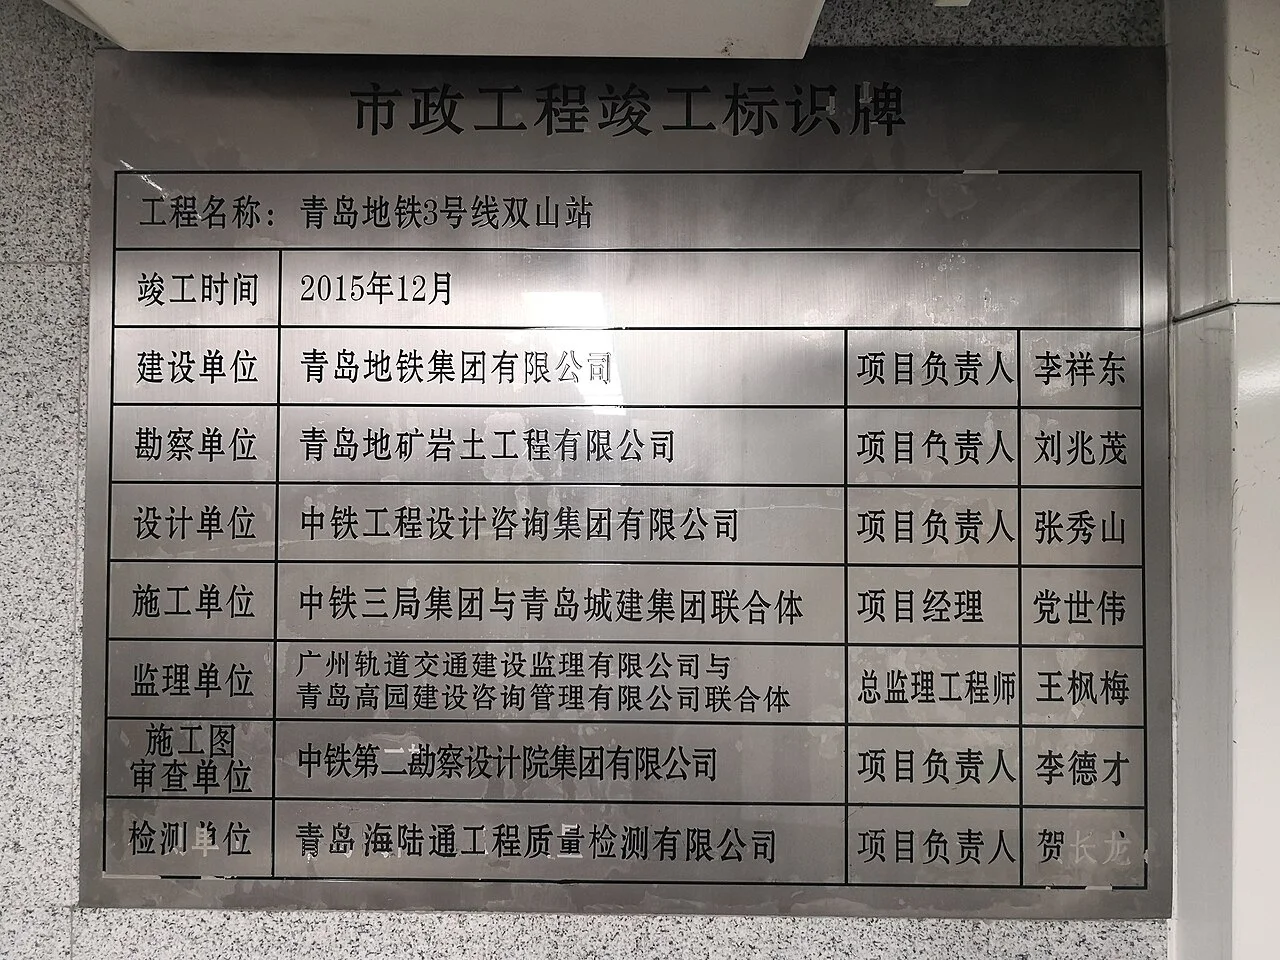 市政工程竣工标识牌
工程名称：青岛地铁3号线双山站
竣工时间 2015年12月
建设单位 青岛地铁集团有限公司 项目负责人 李祥东
勘察单位 青岛地矿岩土工程有限公司 项目负责人 刘兆茂
设计单位 中铁工程设计咨询集团有限公司 项目负责人 张秀山
施工单位 中铁三局集团与青岛城建集团联合体 项目经理 党世伟
监理单位 广州轨道交通建设监理有限公司与
青岛高园建设咨询管理有限公司联合体 总监理工程师 王枫梅
施工图
审查单位 中铁第二勘察设计院集团有限公司 项目负责人 李德才
检测单位 青岛海陆通工程质量检测有限公司 项目负责人 贺长龙